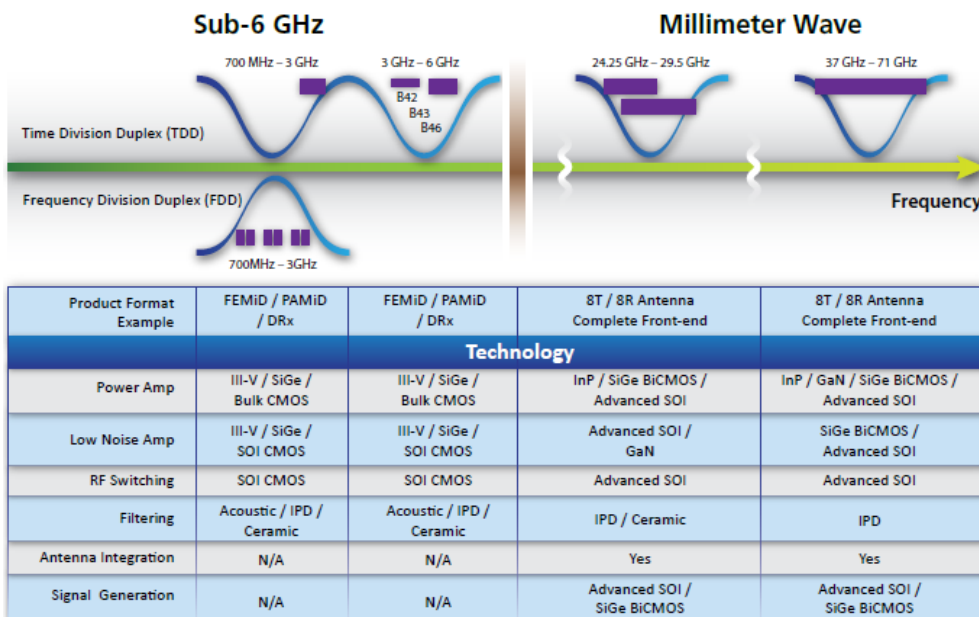 Sub-6 GHz
Millimeter Wave
700 MHz – 3 GHz
3 GHz – 6 GHz
24.25 GHz – 29.5 GHz
37 GHz – 71 GHz
B42
B43
B46
Time Division Duplex (TDD)
Frequency Division Duplex (FDD)
Frequency
700MHz – 3GHz
Product Format
Example
FEMiD / PAMiD
/ DRx
FEMiD / PAMiD
/ DRx
8T / 8R Antenna
Complete Front-end
8T / 8R Antenna
Complete Front-end
Technology
Power Amp
III-V / SiGe /
Bulk CMOS
III-V / SiGe /
Bulk CMOS
InP / SiGe BiCMOS /
Advanced SOI
InP / GaN / SiGe BiCMOS /
Advanced SOI
Low Noise Amp
III-V / SiGe /
SOI CMOS
III-V / SiGe /
SOI CMOS
Advanced SOI /
GaN
SiGe BiCMOS /
Advanced SOI
RF Switching
SOI CMOS
SOI CMOS
Advanced SOI
Advanced SOI
Filtering
Acoustic / IPD /
Ceramic
Acoustic / IPD /
Ceramic
IPD / Ceramic
IPD
Antenna Integration
N/A
N/A
Yes
Yes
Signal Generation
N/A
N/A
Advanced SOI /
SiGe BiCMOS
Advanced SOI /
SiGe BiCMOS